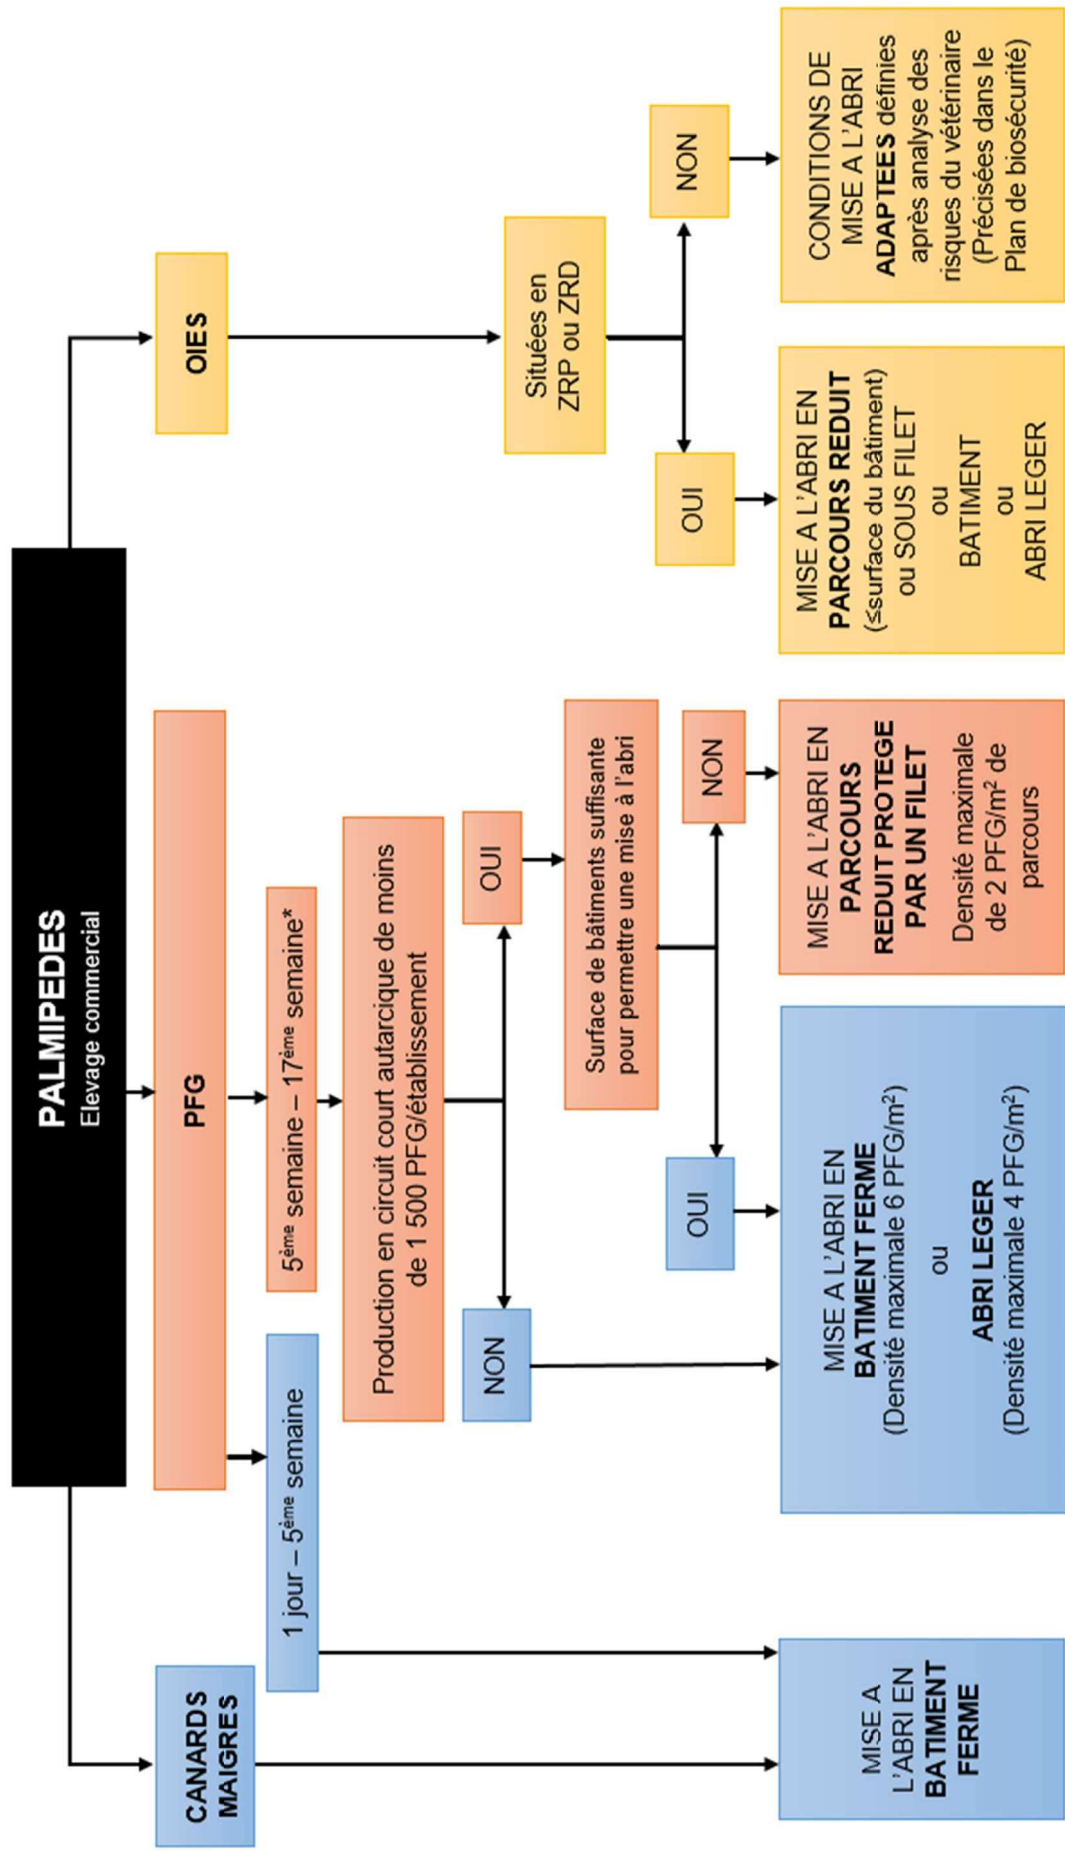 PALMIPEDES
Elevage commercial
CANARDS
MAIGRES
PFG
OIES
1 jour – 5ème semaine
5ème semaine – 17ème semaine*
Production en circuit court autarcique de moins
de 1 500 PFG/établissement
NON
OUI
Surface de bâtiments suffisante
pour permettre une mise à l'abri
OUI
NON
Situées en
ZRP ou ZRD
OUI
NON
MISE A
L'ABRI EN
BATIMENT
FERME
MISE A L'ABRI EN
BATIMENT FERME
(Densité maximale 6 PFG/m²)
ou
ABRI LEGER
(Densité maximale 4 PFG/m²)
MISE A L'ABRI EN
PARCOURS
REDUIT PROTEGE
PAR UN FILET
Densité maximale
de 2 PFG/m² de
parcours
MISE A L'ABRI EN
PARCOURS REDUIT
(≤surface du bâtiment)
ou SOUS FILET
ou
BATIMENT
ou
ABRI LEGER
CONDITIONS DE
MISE A L'ABRI
ADAPTEES définies
après analyse des
risques du vétérinaire
(Précisées dans le
Plan de biosécurité)